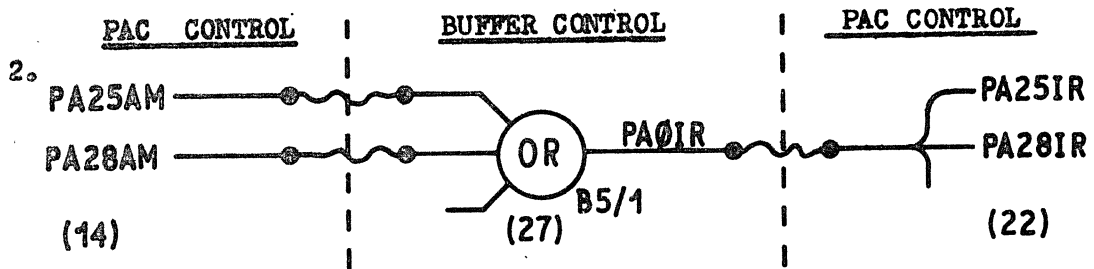 PAC CONTROL
BUFFER CONTROL
PAC CONTROL
2.
PA25AM
PA28AM
(14)
OR
PAØIR
B5/1
(27)
PA25IR
PA28IR
(22)